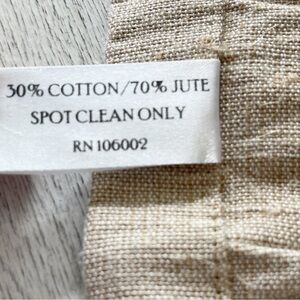 30% COTTON/70% JUTE
SPOT CLEAN ONLY
RN 106002